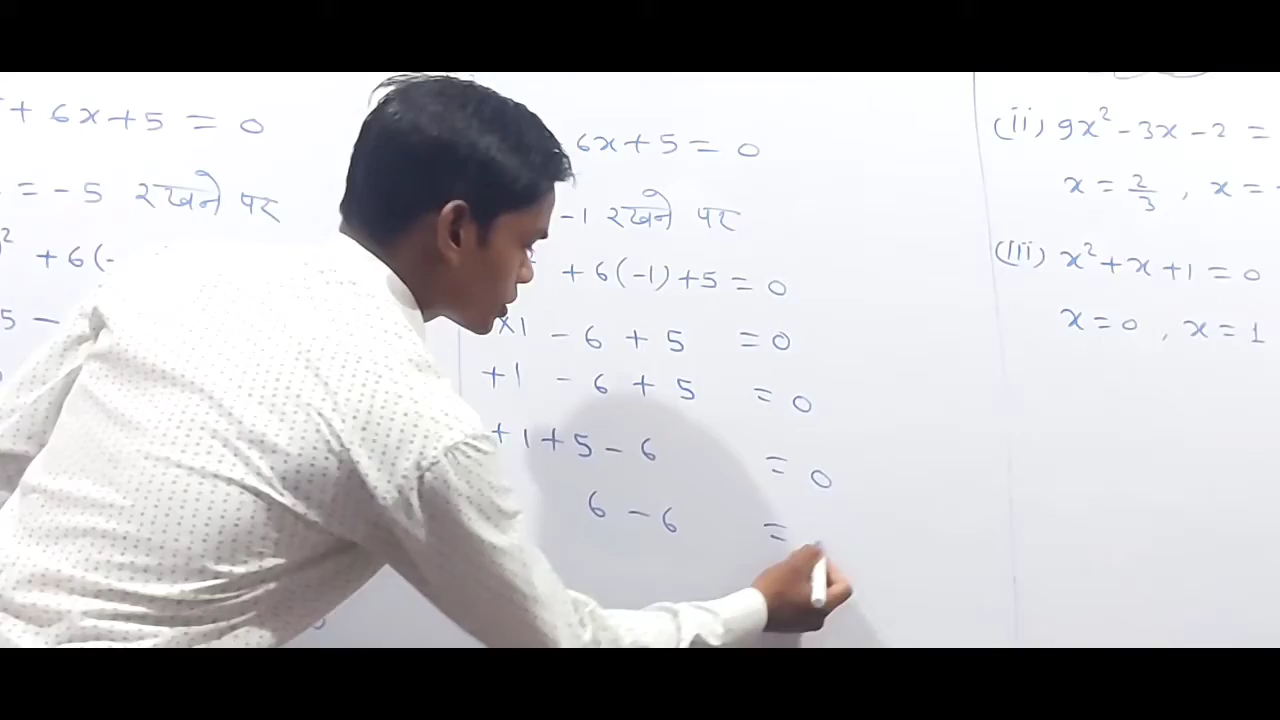 + 6x + 5 = 0
= - 5 रखने पर
² + 6(-
5 -
6x + 5 = 0
-1 रखने पर
+ 6(-1) + 5 = 0
×1 - 6 + 5 = 0
+1 - 6 + 5 = 0
+1 + 5 - 6 = 0
6 - 6 =
(ii) 9x² - 3x - 2 =
x = 2/3 , x = -
(iii) x² + x + 1 = 0
x = 0 , x = 1